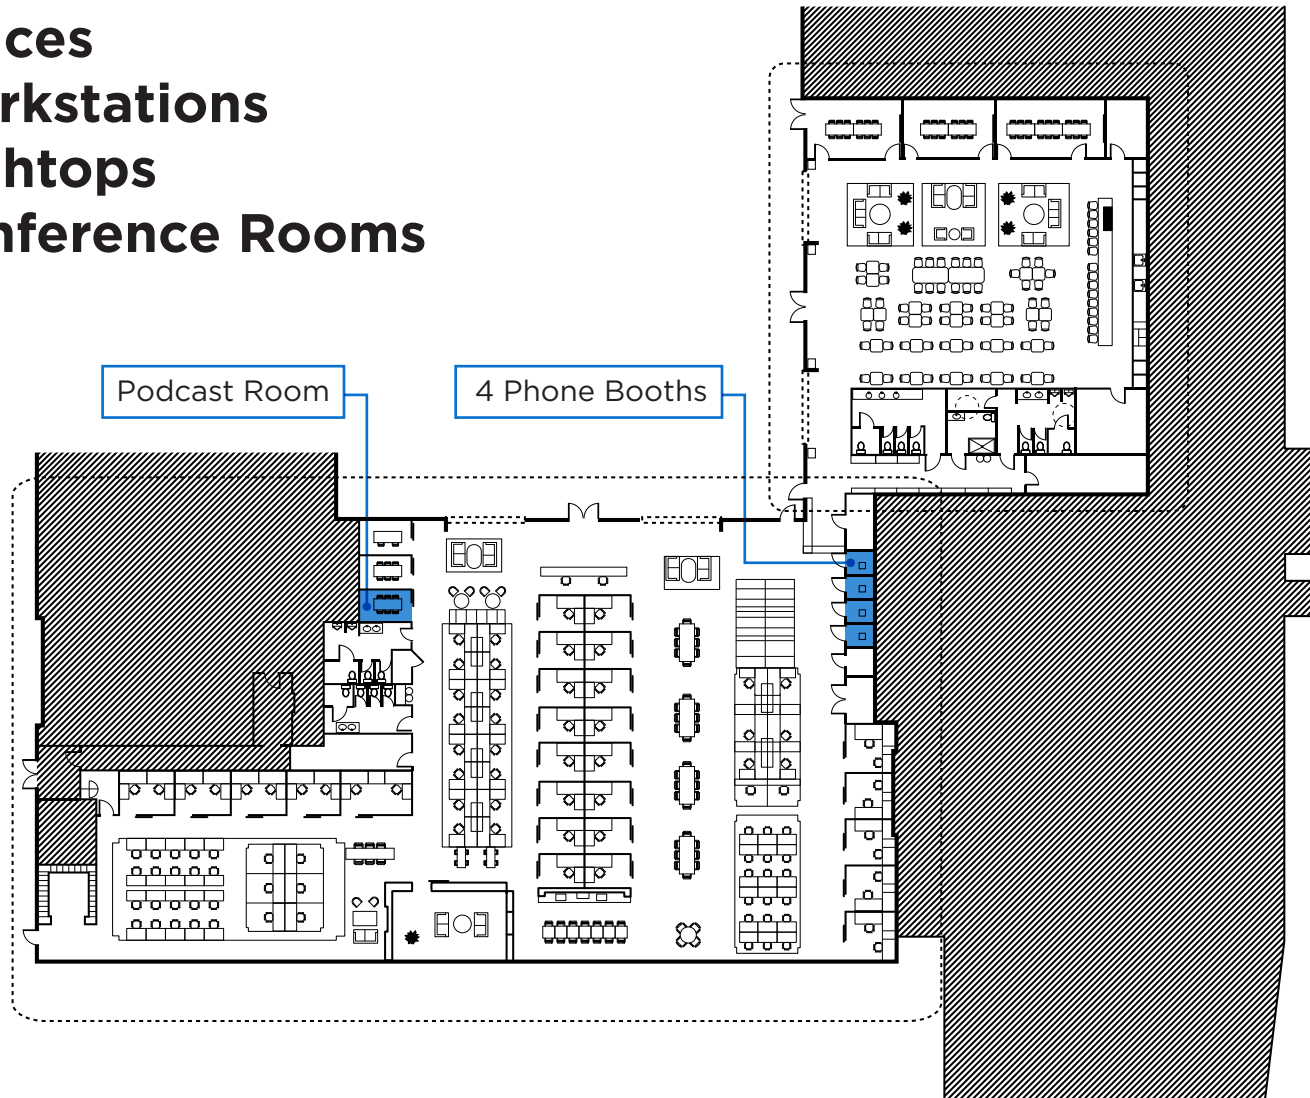 ces
rkstations
htops
nference Rooms
Podcast Room
4 Phone Booths